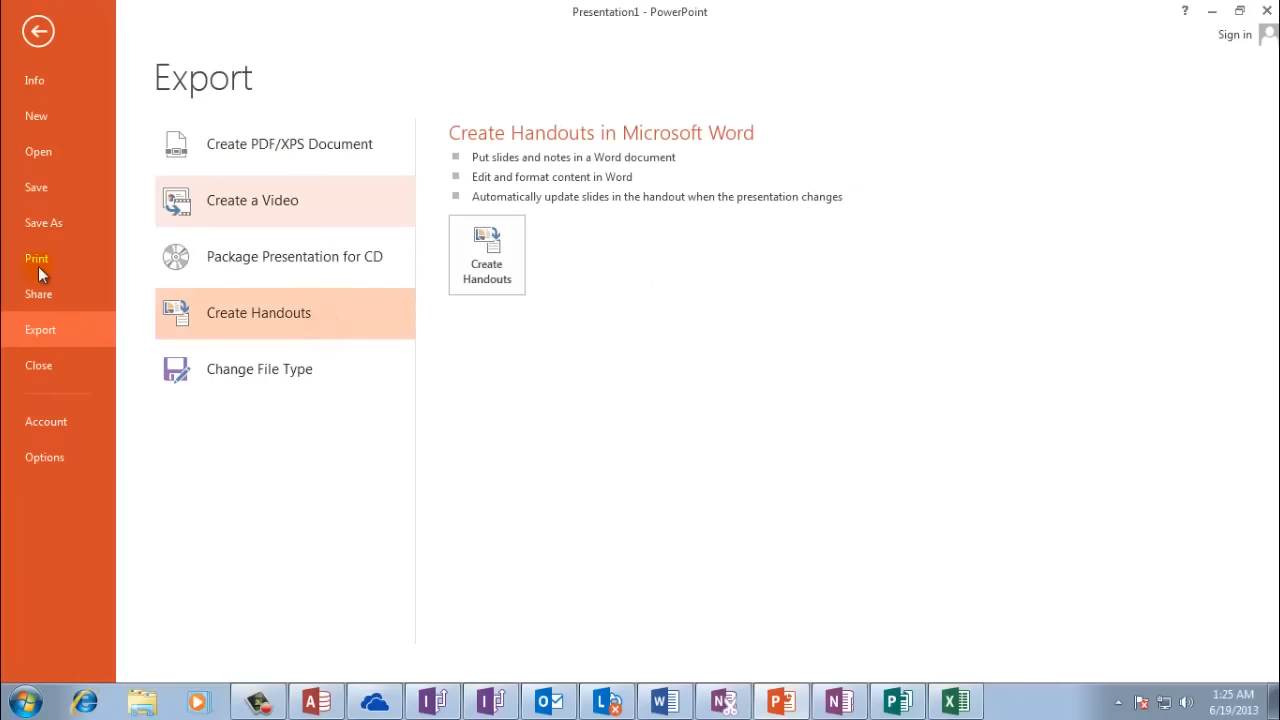 Presentation1 - PowerPoint
?
Sign in
Info
New
Open
Save
Save As
Print
Share
Export
Close
Account
Options
Export
Create PDF/XPS Document
Create a Video
Package Presentation for CD
Create Handouts
Change File Type
Create Handouts in Microsoft Word
Put slides and notes in a Word document
Edit and format content in Word
Automatically update slides in the handout when the presentation changes
Create
Handouts
1:25 AM
6/19/2013